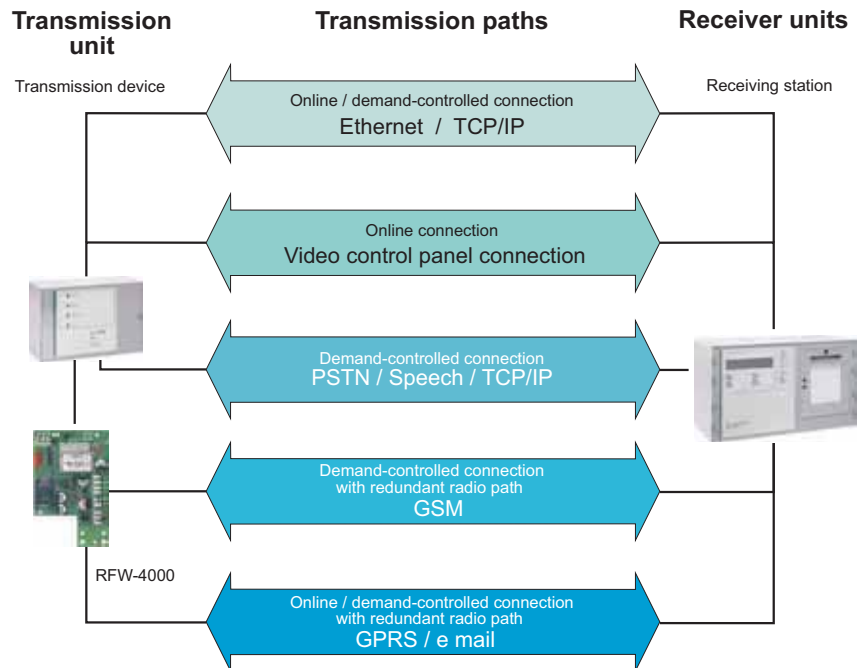 Transmission
unit
Transmission paths
Receiver units
Transmission device
Receiving station
Online / demand-controlled connection
Ethernet / TCP/IP
Online connection
Video control panel connection
Demand-controlled connection
PSTN / Speech / TCP/IP
Demand-controlled connection
with redundant radio path
GSM
RFW-4000
Online / demand-controlled connection
with redundant radio path
GPRS / e mail